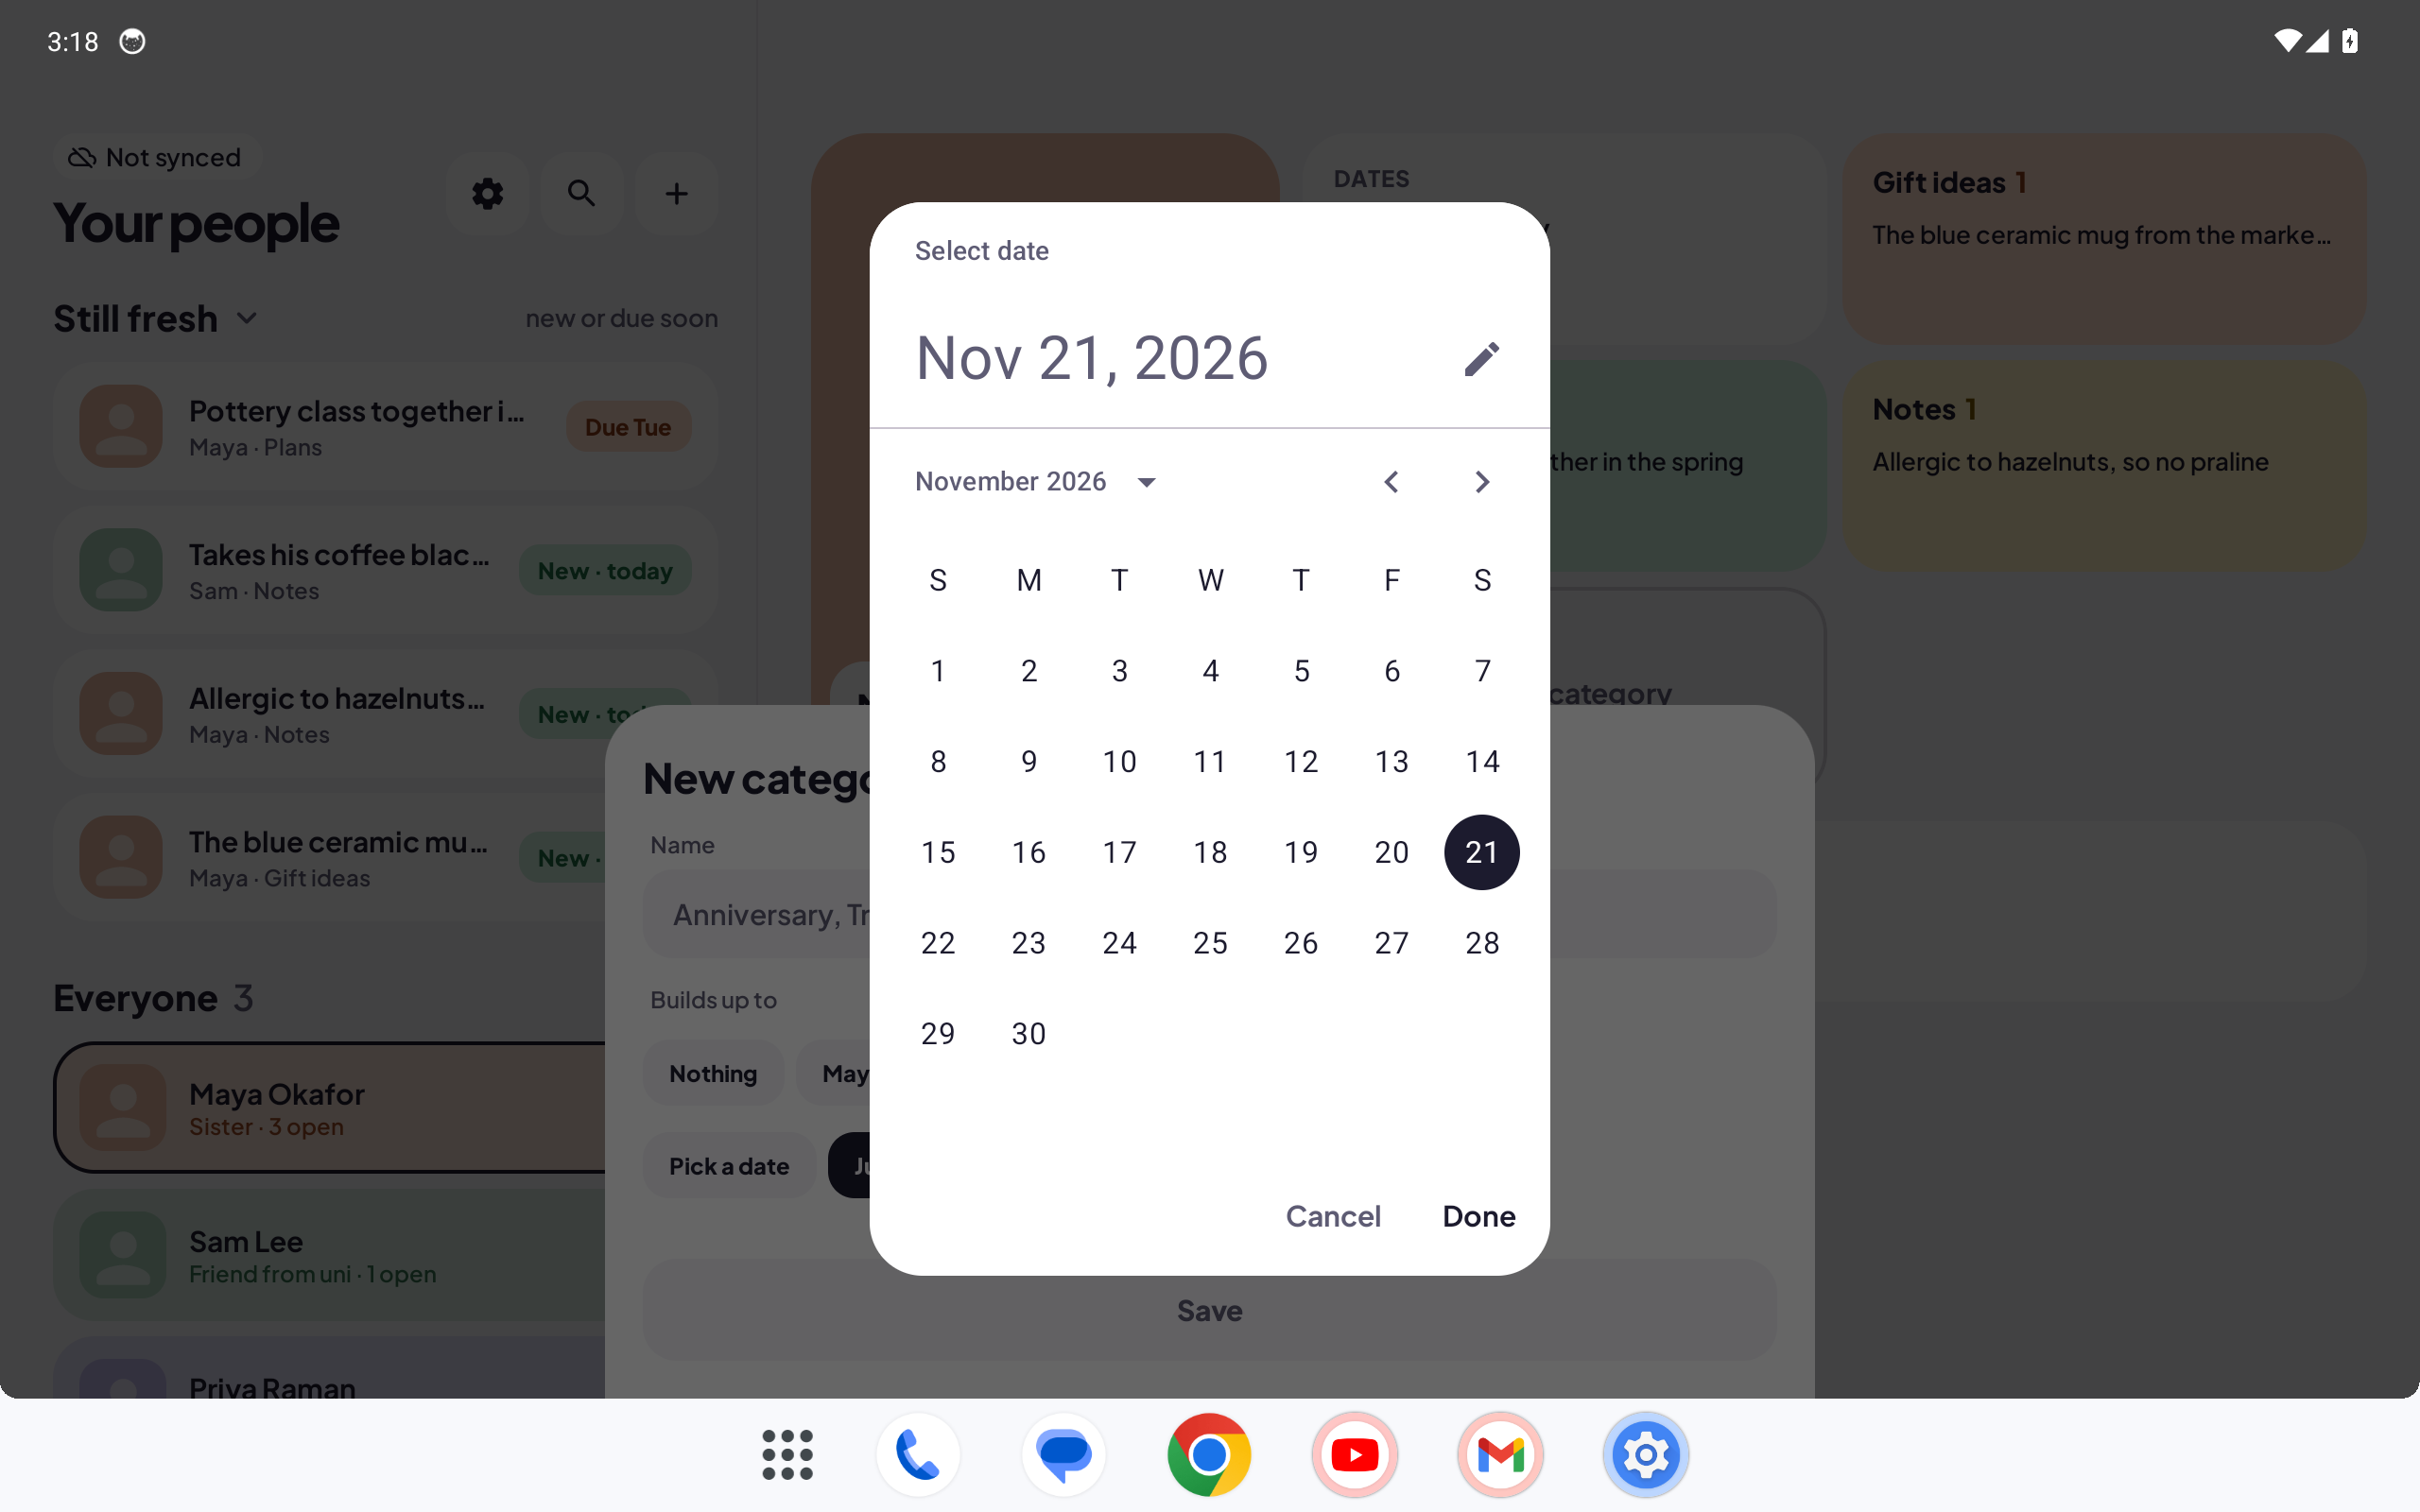 3:18
Not synced
Your people
Still fresh
new or due soon
Pottery class together i...
Maya · Plans
Due Tue
Takes his coffee blac...
Sam · Notes
New · today
Allergic to hazelnuts...
Maya · Notes
New ·
The blue ceramic mu...
Maya · Gift ideas
New ·
Everyone 3
Maya Okafor
Sister · 3 open
Sam Lee
Friend from uni · 1 open
Priya Raman
DATES
Gift ideas 1
The blue ceramic mug from the marke...
in the spring
Notes 1
Allergic to hazelnuts, so no praline
category
New
Name
Anniversary,
Builds up to
Nothing
Pick a date
Save
Select date
Nov 21, 2026
November 2026
S M T W T F S
1 2 3 4 5 6 7
8 9 10 11 12 13 14
15 16 17 18 19 20 21
22 23 24 25 26 27 28
29 30
Cancel
Done